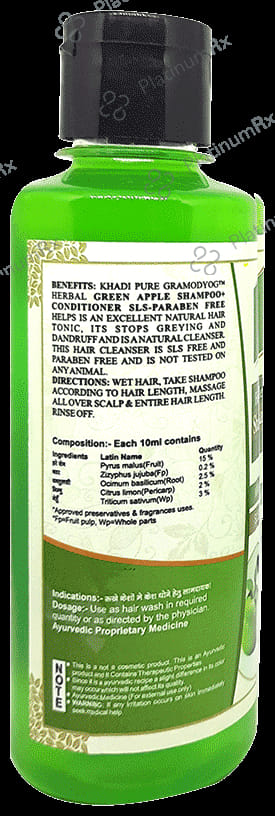 BENEFITS: KHADI PURE GRAMODYOG™
HERBAL GREEN APPLE SHAMPOO+
CONDITIONER SLS-PARABEN FREE
HELPS IS AN EXCELLENT NATURAL HAIR
TONIC, ITS STOPS GREYING AND
DANDRUFF AND IS A NATURAL CLEANSER.
THIS HAIR CLEANSER IS SLS FREE AND
PARABEN FREE AND IS NOT TESTED ON
ANY ANIMAL.
DIRECTIONS: WET HAIR, TAKE SHAMPOO
ACCORDING TO HAIR LENGTH, MASSAGE
ALL OVER SCALP & ENTIRE HAIR LENGTH.
RINSE OFF.
Composition:- Each 10ml contains
Ingredients Latin Name Quantity
Pyrus malus(Fruit) 15 %
Zizyphus jujuba(Fp) 0.2 %
Ocimum basilicum(Root) 2.5 %
Citrus limon(Pericarp) 2 %
Triticum sativum(Wp) 3 %
*Approved preservatives & fragrances uses.
*Fp=Fruit pulp, Wp=Whole parts
Indications:- रूखे केशों में केश धोने हेतु लाभदायक।
Dosage:- Use as hair wash in required
quantity or as directed by the physician.
Ayurvedic Proprietary Medicine
NOTE
This is a not a cosmetic product. This is an Ayurvedic
product and It Contains Therapeutic Properties
Since it is a ayurvedic recipe a slight difference in its color
may occur which will not affect its quality.
Ayurvedic Medicine (For external use only)
WARNING: If any irritation occurs on skin immediately
seek medical help.
PlatinumRx